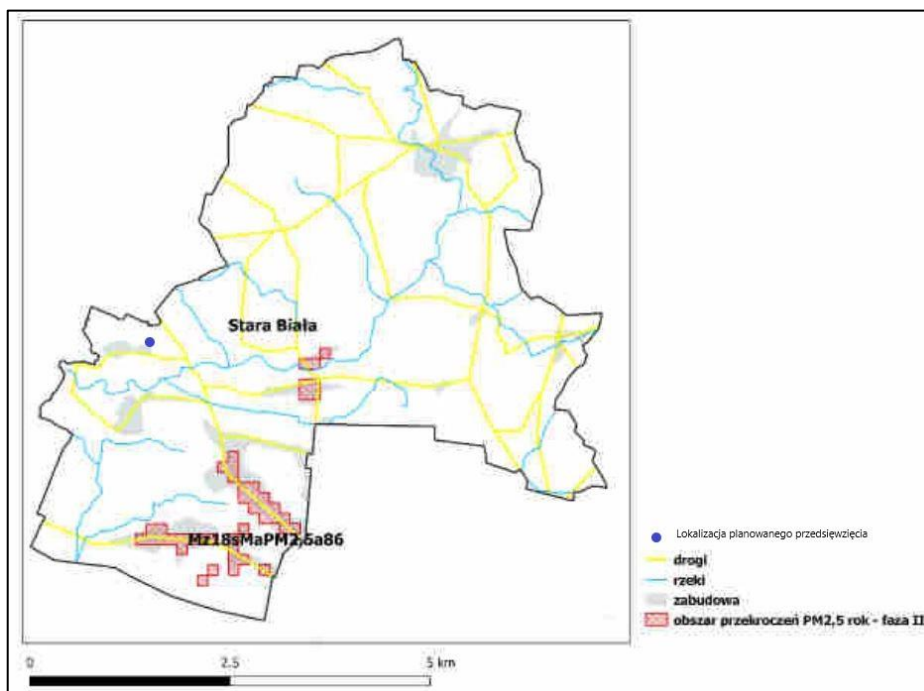 Stara Biała
Mz18sMaPM2,5a86
Lokalizacja planowanego przedsięwzięcia
drogi
rzeki
zabudowa
obszar przekroczeń PM2,5 rok - faza II
0 2.5 5 km